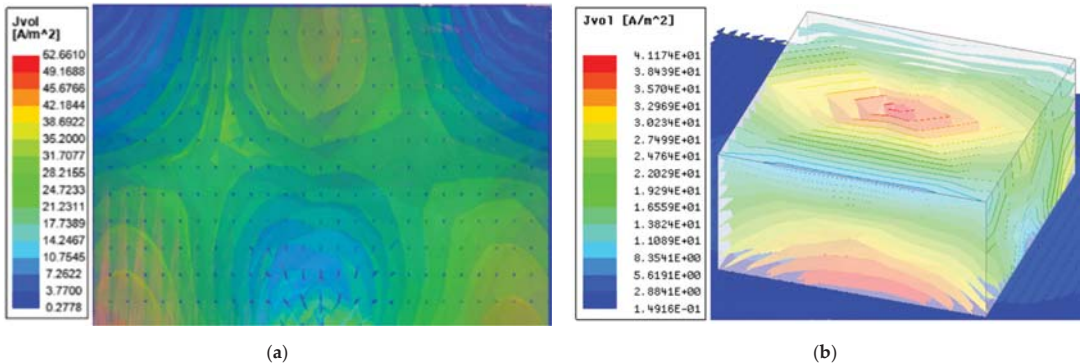 Jvol
[A/m^2]
52.6610
49.1688
45.6766
42.1844
38.6922
36.2000
31.7077
28.2155
24.7233
21.2311
17.7389
14.2467
10.7545
7.2622
3.7700
0.2778
(a)
Jvol [A/m^2]
4.1174E+01
3.8439E+01
3.5704E+01
3.2969E+01
3.0234E+01
2.7499E+01
2.4764E+01
2.2029E+01
1.9294E+01
1.6559E+01
1.3824E+01
1.1089E+01
8.3541E+00
5.6191E+00
2.8841E+00
1.4916E-01
(b)